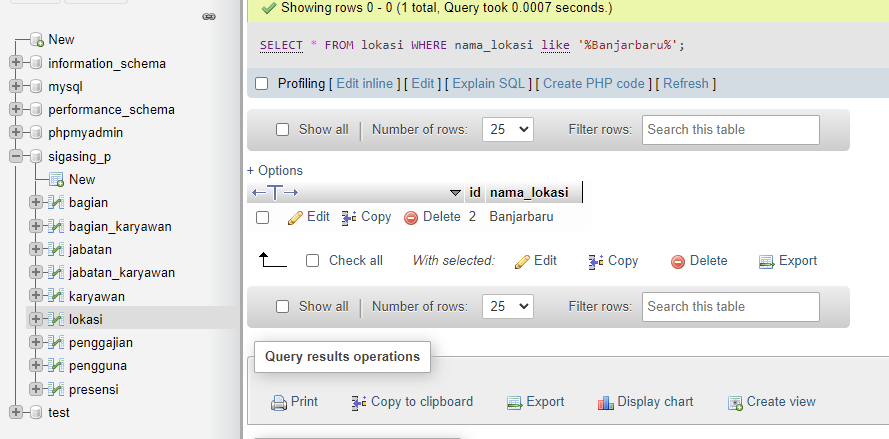 New
information_schema
mysql
performance_schema
phpmyadmin
sigasing_p
New
bagian
bagian_karyawan
jabatan
jabatan_karyawan
karyawan
lokasi
penggajian
pengguna
presensi
test
Showing rows 0 - 0 (1 total, Query took 0.0007 seconds.)
SELECT * FROM lokasi WHERE nama_lokasi like '%Banjarbaru%';
Profiling [ Edit inline ] [ Edit ] [ Explain SQL ] [ Create PHP code ] [ Refresh ]
Show all | Number of rows: 25 Filter rows: Search this table
+ Options
←T→ id nama_lokasi
Edit Copy Delete 2 Banjarbaru
Check all With selected: Edit Copy Delete Export
Show all | Number of rows: 25 Filter rows: Search this table
Query results operations
Print Copy to clipboard Export Display chart Create view